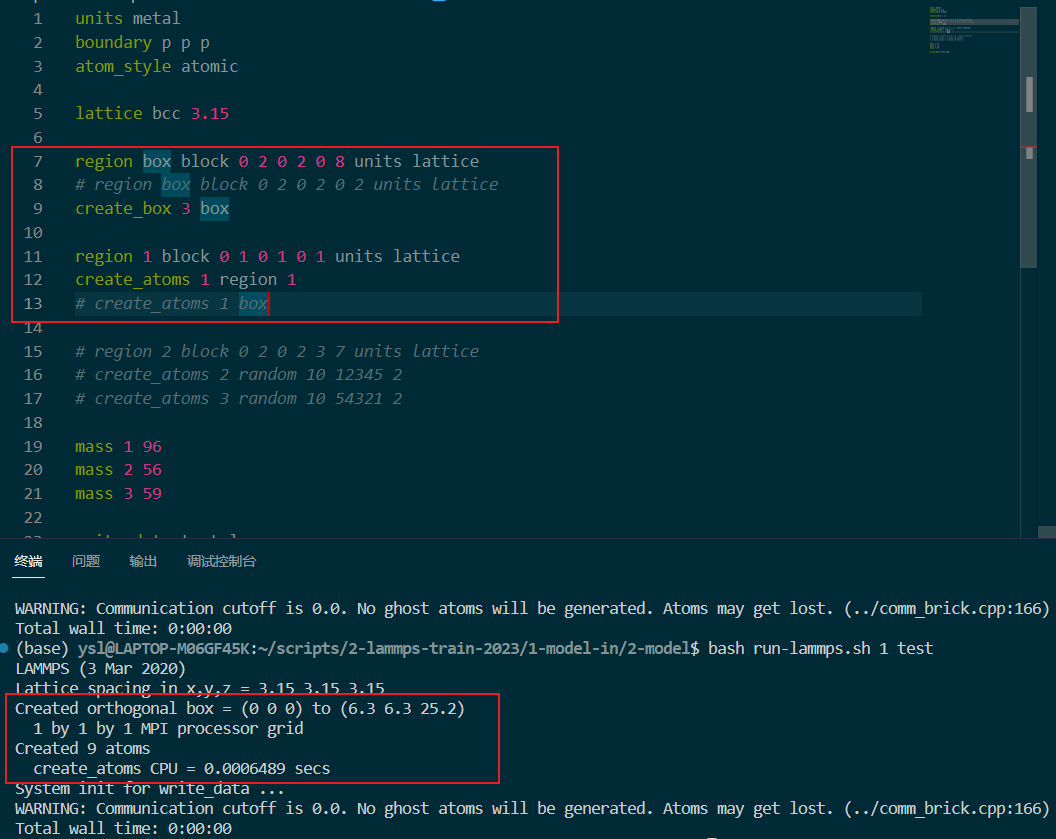 1 units metal
2 boundary p p p
3 atom_style atomic
4
5 lattice bcc 3.15
6
7 region box block 0 2 0 2 0 8 units lattice
8 # region box block 0 2 0 2 0 2 units lattice
9 create_box 3 box
10
11 region 1 block 0 1 0 1 0 1 units lattice
12 create_atoms 1 region 1
13 # create_atoms 1 box
14
15 # region 2 block 0 2 0 2 3 7 units lattice
16 # create_atoms 2 random 10 12345 2
17 # create_atoms 3 random 10 54321 2
18
19 mass 1 96
20 mass 2 56
21 mass 3 59
22
终端 问题 输出 调试控制台
WARNING: Communication cutoff is 0.0. No ghost atoms will be generated. Atoms may get lost. (../comm_brick.cpp:166)
Total wall time: 0:00:00
(base) ysl@LAPTOP-M06GF45K:~/scripts/2-lammps-train-2023/1-model-in/2-model$ bash run-lammps.sh 1 test
LAMMPS (3 Mar 2020)
Lattice spacing in x,y,z = 3.15 3.15 3.15
Created orthogonal box = (0 0 0) to (6.3 6.3 25.2)
1 by 1 by 1 MPI processor grid
Created 9 atoms
create_atoms CPU = 0.0006489 secs
System init for write_data ...
WARNING: Communication cutoff is 0.0. No ghost atoms will be generated. Atoms may get lost. (../comm_brick.cpp:166)
Total wall time: 0:00:00